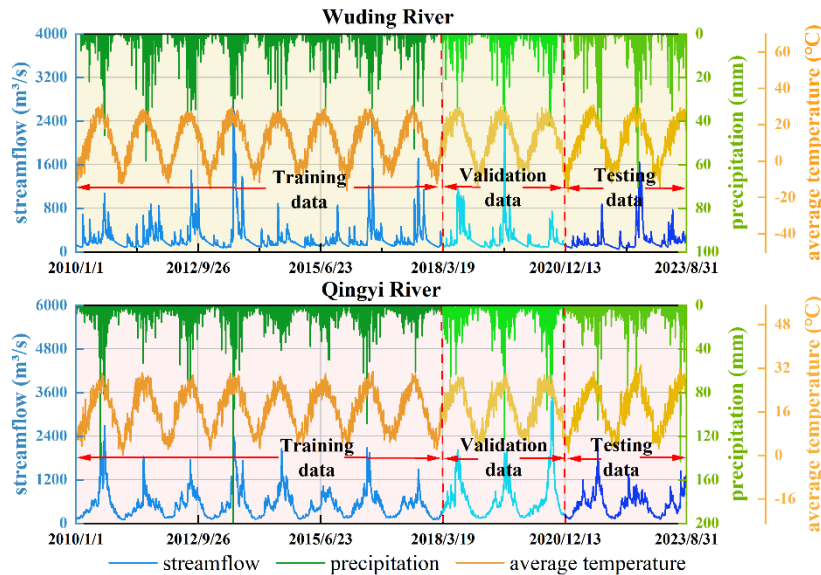 Wuding River
streamflow (m³/s)
4000
3200
2400
1600
800
0
0
20
40
60
80
100
precipitation (mm)
60
40
20
0
-20
-40
average temperature (°C)
Training
data
Validation
data
Testing
data
2010/1/1
2012/9/26
2015/6/23
2018/3/19
2020/12/13
2023/8/31
Qingyi River
streamflow (m³/s)
6000
4800
3600
2400
1200
0
0
40
80
120
160
200
precipitation (mm)
48
32
16
0
-16
average temperature (°C)
Training
data
Validation
data
Testing
data
2010/1/1
2012/9/26
2015/6/23
2018/3/19
2020/12/13
2023/8/31
streamflow
precipitation
average temperature